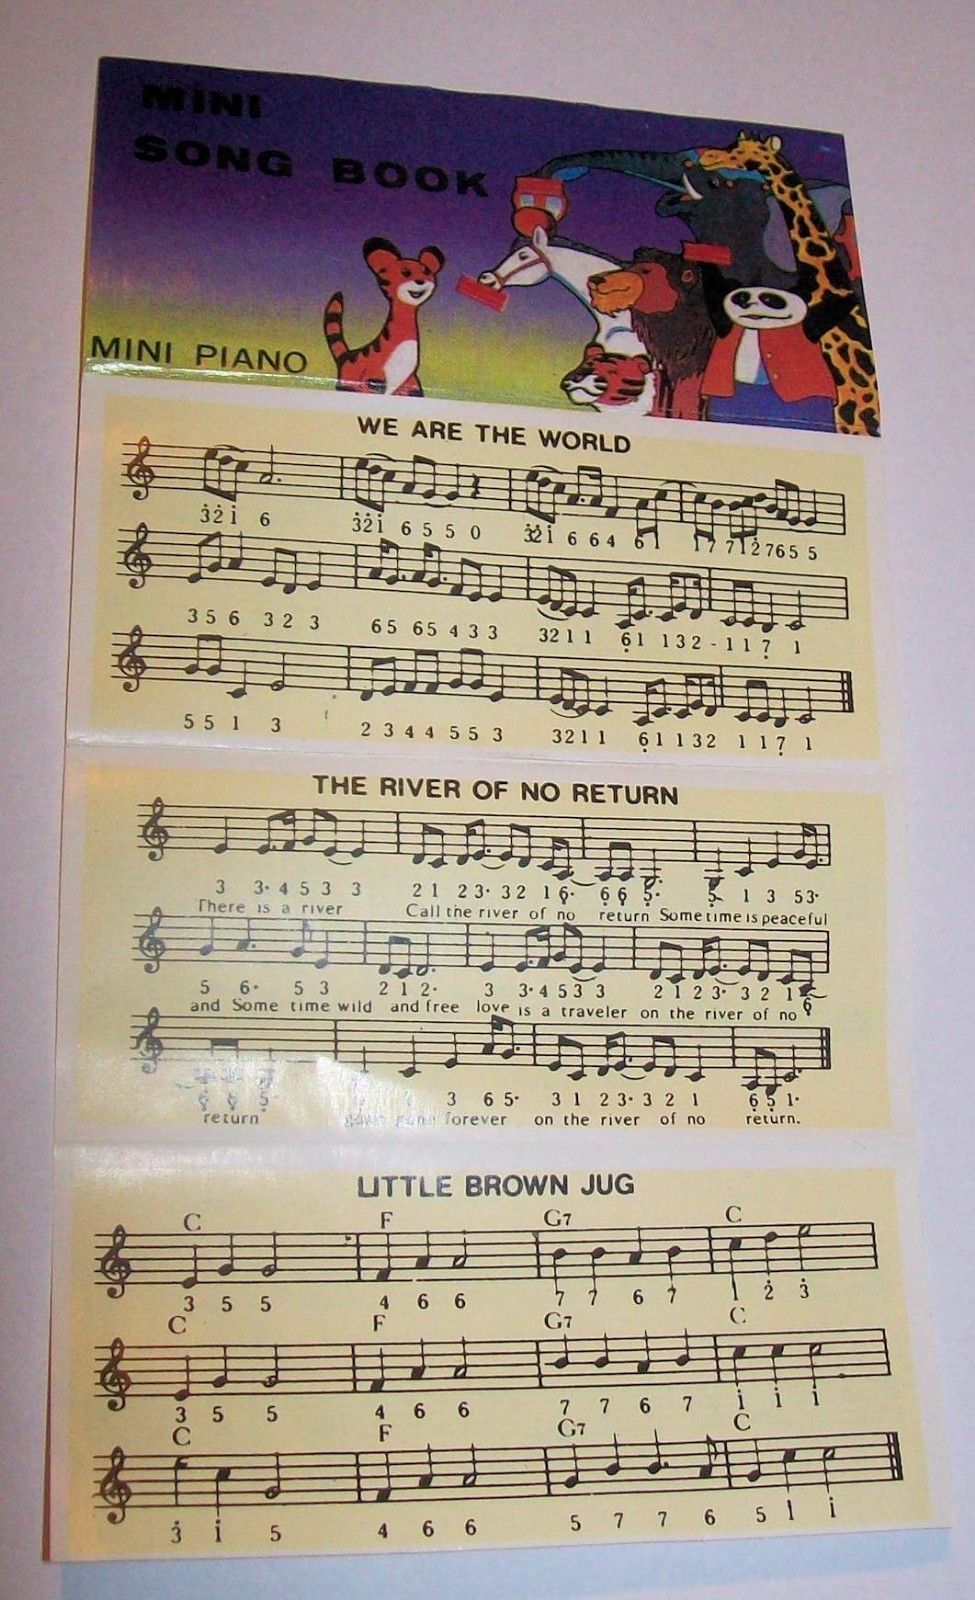 MINI
SONG BOOK
MINI PIANO
WE ARE THE WORLD
3̇2̇i 6 3̇2̇i 6 5 5 0 3̇2̇i 6 6 4 6 1 1 7 7 1 2 7 6 5 5
3 5 6 3 2 3 6 5 6 5 4 3 3 3 2 1 1 6̣ 1 1 3 2 - 1 1 7̣ 1
5 5 1 3 2 3 4 4 5 5 3 3 2 1 1 6̣ 1 1 3 2 1 1 7̣ 1
THE RIVER OF NO RETURN
3 3· 4 5 3 3 2 1 2 3· 3 2 1 6̣· 6̣ 6̣ 5̣· 5̣ 1 3 5 3·
There is a river Call the river of no return Some time is peaceful
5 6· 5 3 2 1 2· 3 3· 4 5 3 3 2 1 2 3· 3 2 1 6̣
and Some time wild and free love is a traveler on the river of no
6̣ 6̣ 5̣· 3 6 5· 3 1 2 3· 3 2 1 6̣ 5̣ 1·
return gone forever on the river of no return.
LITTLE BROWN JUG
C F G7 C
3 5 5 4 6 6 7 7 6 7 1 2̇ 3̇
C F G7 C
3 5 5 4 6 6 7 7 6 7 i i i
C F G7 C
3̇ i 5 4 6 6 5 7 7 6 5 1 i